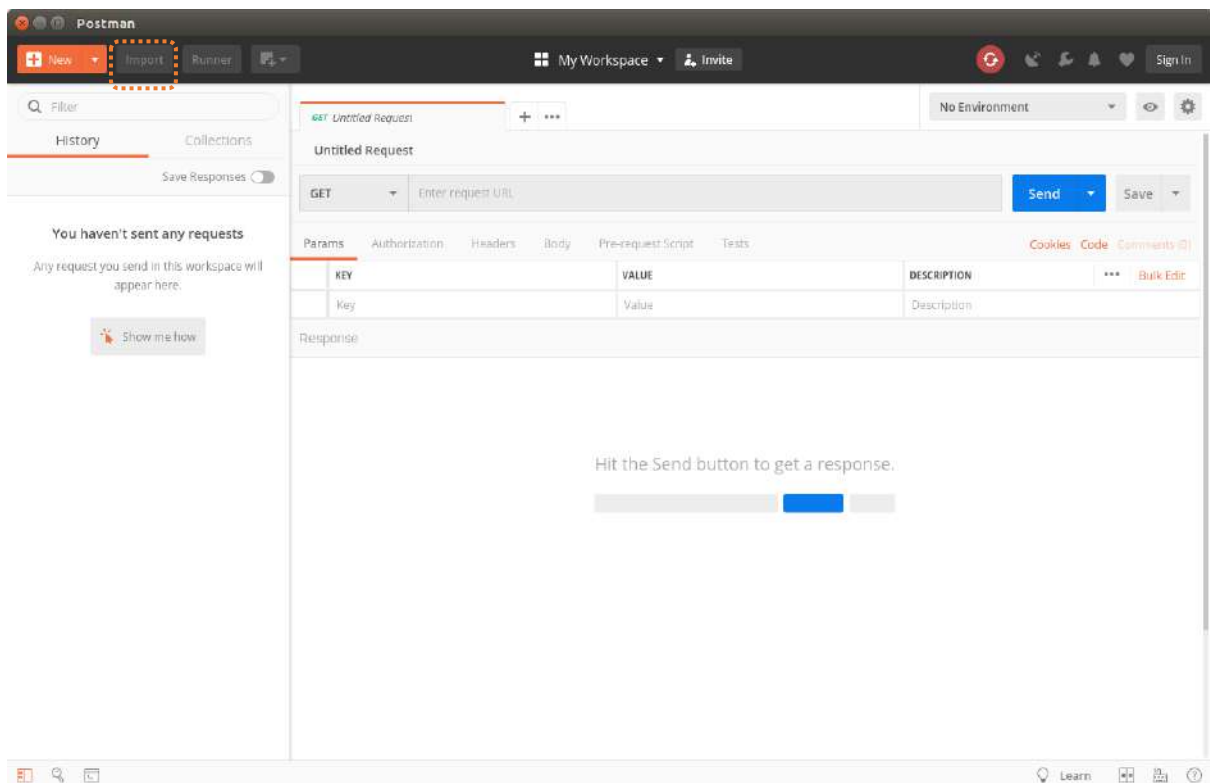 Postman
New Import Runner My Workspace Invite Sign In
Filter
History Collections
Save Responses
You haven't sent any requests
Any request you send in this workspace will
appear here.
Show me how
GET Untitled Request
No Environment
Untitled Request
GET Enter request URL Send Save
Params Authorization Headers Body Pre-request Script Tests Cookies Code Comments (0)
KEY VALUE DESCRIPTION Bulk Edit
Key Value Description
Response
Hit the Send button to get a response.
Learn